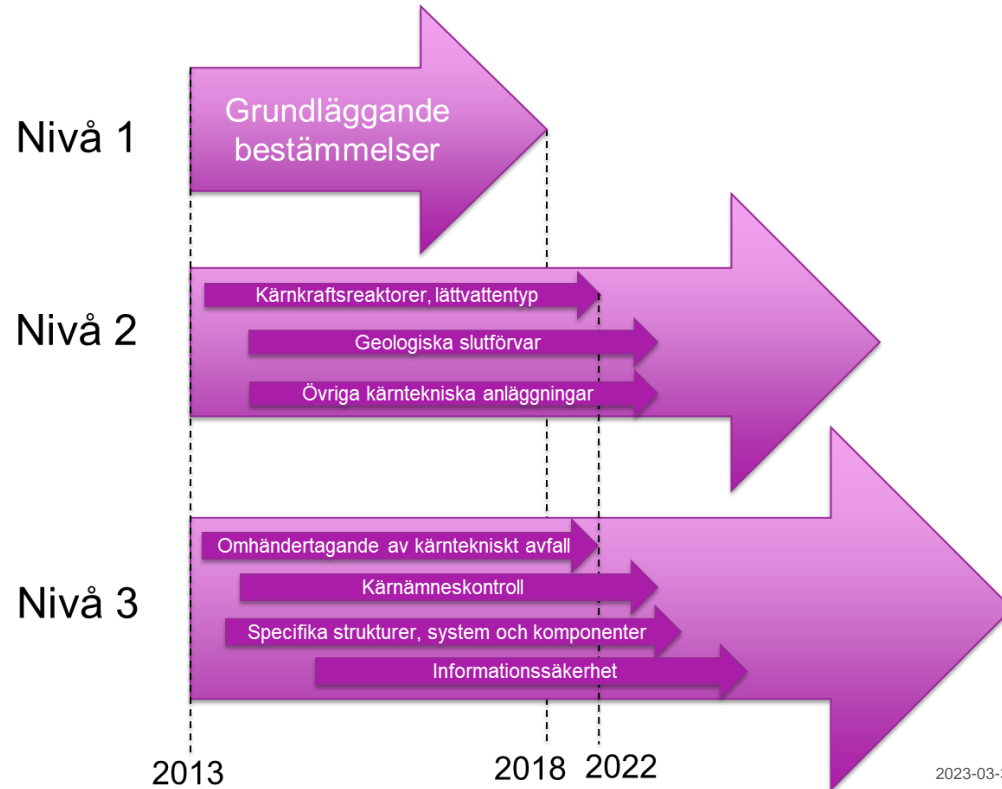 Nivå 1
Grundläggande
bestämmelser
Nivå 2
Kärnkraftsreaktorer, lättvattentyp
Geologiska slutförvar
Övriga kärntekniska anläggningar
Nivå 3
Omhändertagande av kärntekniskt avfall
Kärnämneskontroll
Specifika strukturer, system och komponenter
Informationssäkerhet
2013
2018
2022
2023-03-3